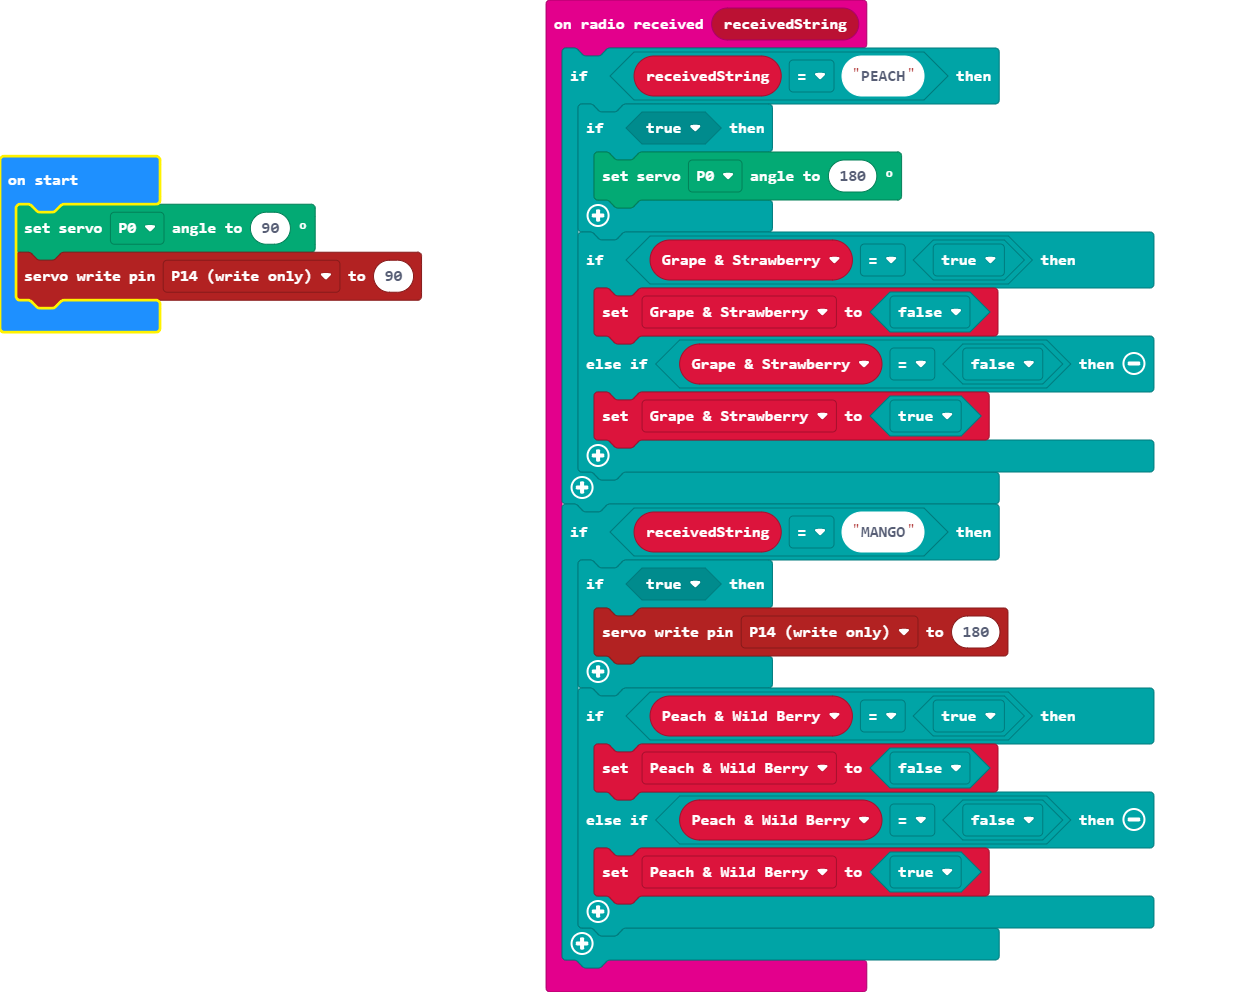 on start
set servo P0 angle to 90 °
servo write pin P14 (write only) to 90
on radio received receivedString
if receivedString = "PEACH" then
if true then
set servo P0 angle to 180 °
if Grape & Strawberry = true then
set Grape & Strawberry to false
else if Grape & Strawberry = false then
set Grape & Strawberry to true
if receivedString = "MANGO" then
if true then
servo write pin P14 (write only) to 180
if Peach & Wild Berry = true then
set Peach & Wild Berry to false
else if Peach & Wild Berry = false then
set Peach & Wild Berry to true